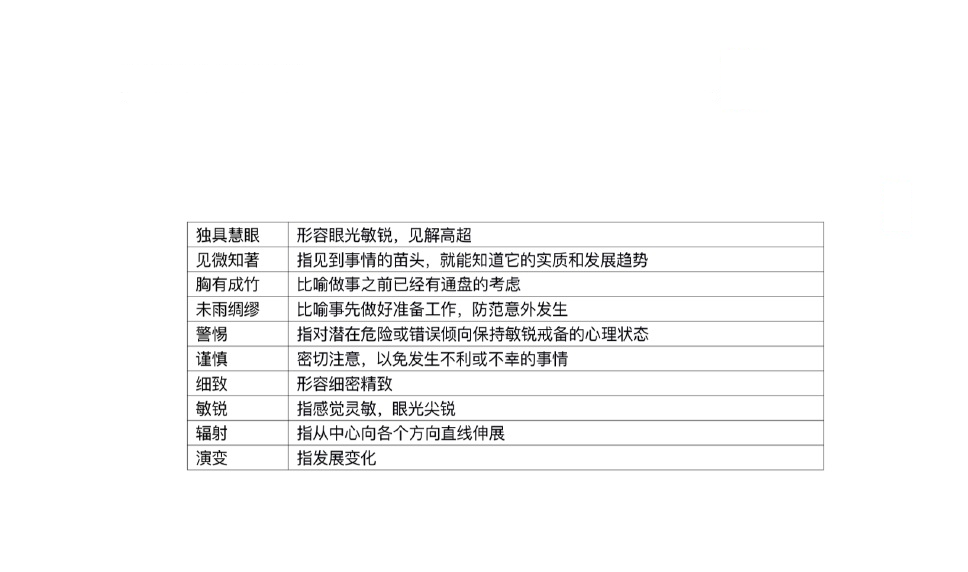 独具慧眼 形容眼光敏锐，见解高超
见微知著 指见到事情的苗头，就能知道它的实质和发展趋势
胸有成竹 比喻做事之前已经有通盘的考虑
未雨绸缪 比喻事先做好准备工作，防范意外发生
警惕 指对潜在危险或错误倾向保持敏锐戒备的心理状态
谨慎 密切注意，以免发生不利或不幸的事情
细致 形容细密精致
敏锐 指感觉灵敏，眼光尖锐
辐射 指从中心向各个方向直线伸展
演变 指发展变化